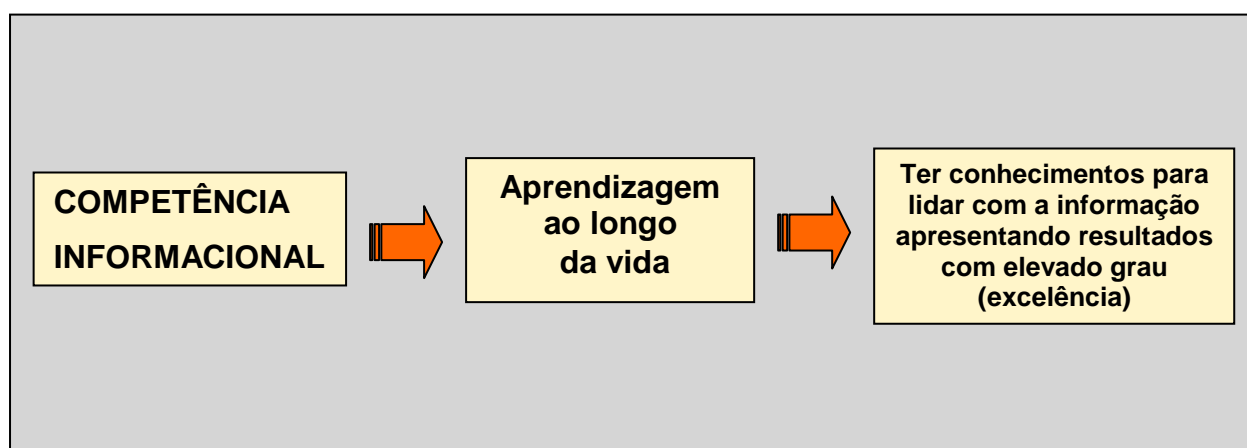 COMPETÊNCIA
INFORMACIONAL
Aprendizagem
ao longo
da vida
Ter conhecimentos para
lidar com a informação
apresentando resultados
com elevado grau
(excelência)